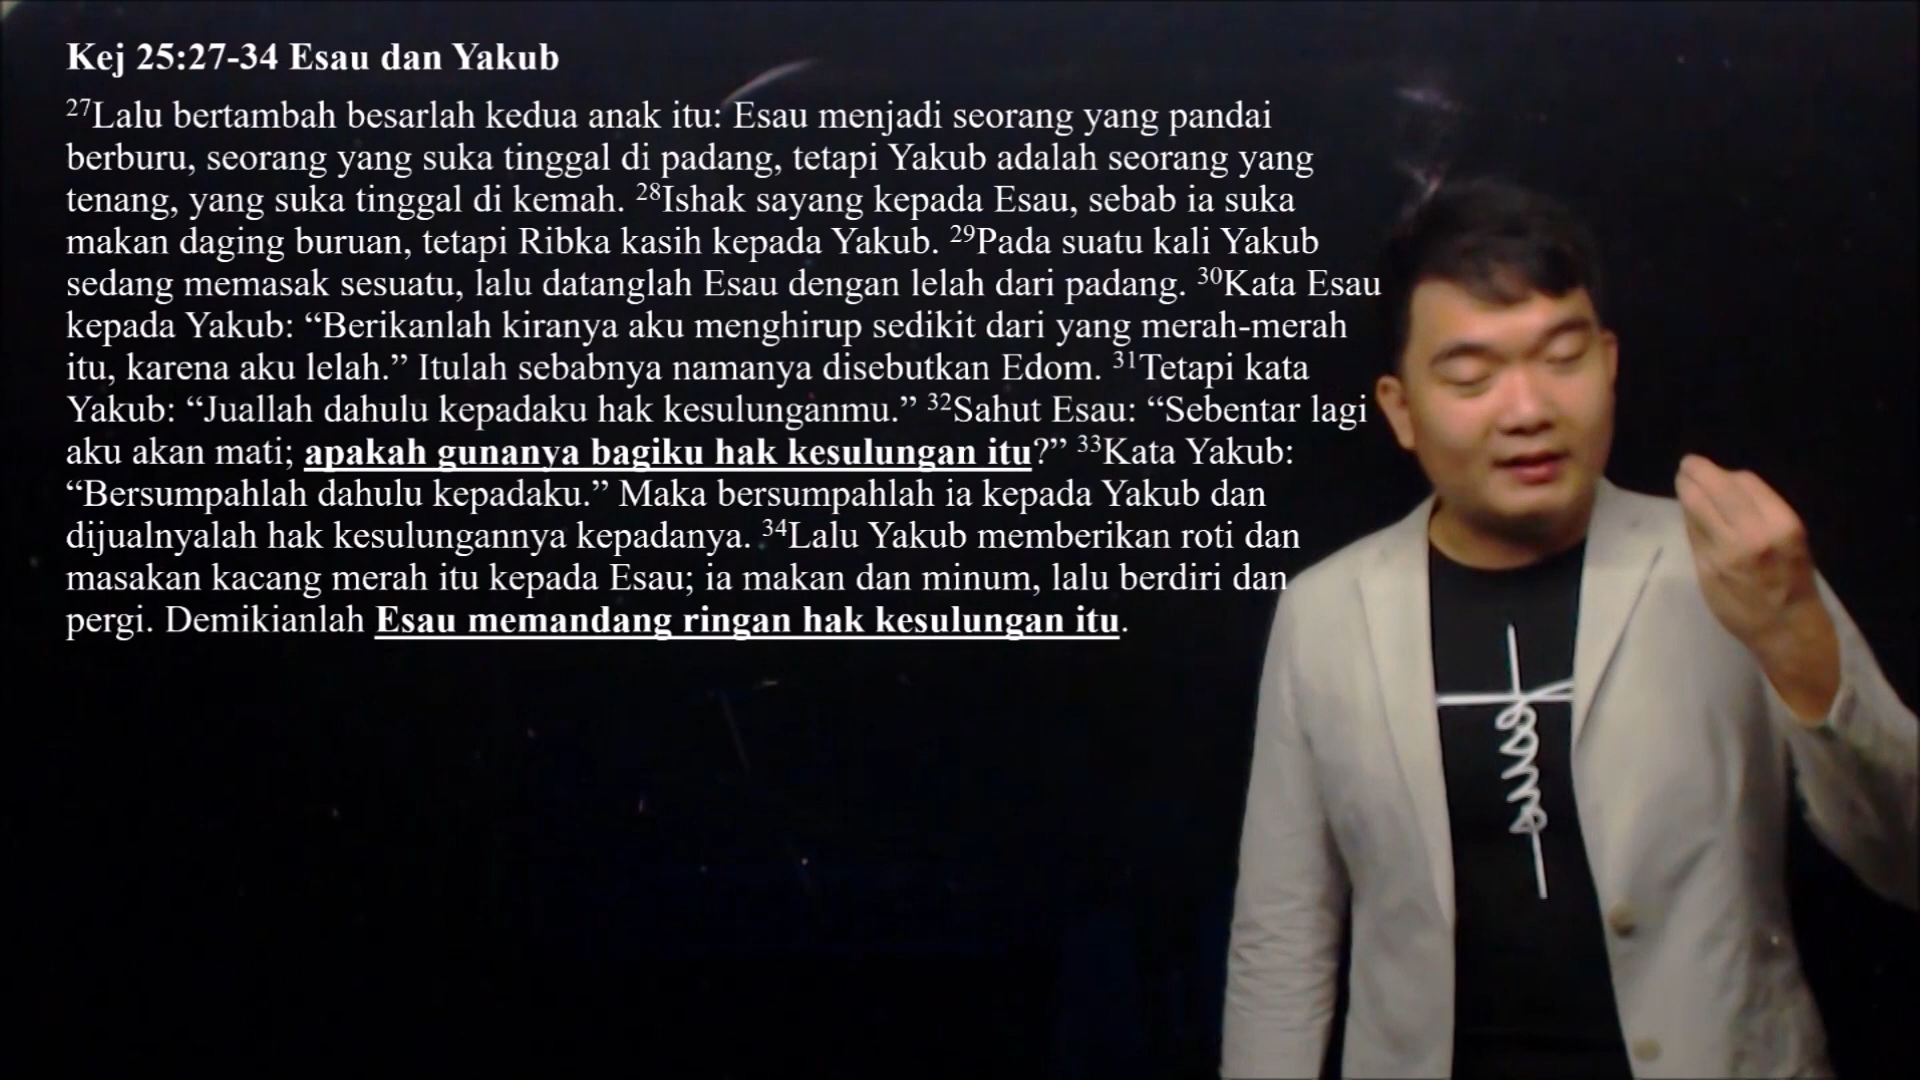 Kej 25:27-34 Esau dan Yakub
²⁷Lalu bertambah besarlah kedua anak itu: Esau menjadi seorang yang pandai
berburu, seorang yang suka tinggal di padang, tetapi Yakub adalah seorang yang
tenang, yang suka tinggal di kemah. ²⁸Ishak sayang kepada Esau, sebab ia suka
makan daging buruan, tetapi Ribka kasih kepada Yakub. ²⁹Pada suatu kali Yakub
sedang memasak sesuatu, lalu datanglah Esau dengan lelah dari padang. ³⁰Kata Esau
kepada Yakub: “Berikanlah kiranya aku menghirup sedikit dari yang merah-merah
itu, karena aku lelah.” Itulah sebabnya namanya disebutkan Edom. ³¹Tetapi kata
Yakub: “Juallah dahulu kepadaku hak kesulunganmu.” ³²Sahut Esau: “Sebentar lagi
aku akan mati; apakah gunanya bagiku hak kesulungan itu?” ³³Kata Yakub:
“Bersumpahlah dahulu kepadaku.” Maka bersumpahlah ia kepada Yakub dan
dijualnyalah hak kesulungannya kepadanya. ³⁴Lalu Yakub memberikan roti dan
masakan kacang merah itu kepada Esau; ia makan dan minum, lalu berdiri dan
pergi. Demikianlah Esau memandang ringan hak kesulungan itu.